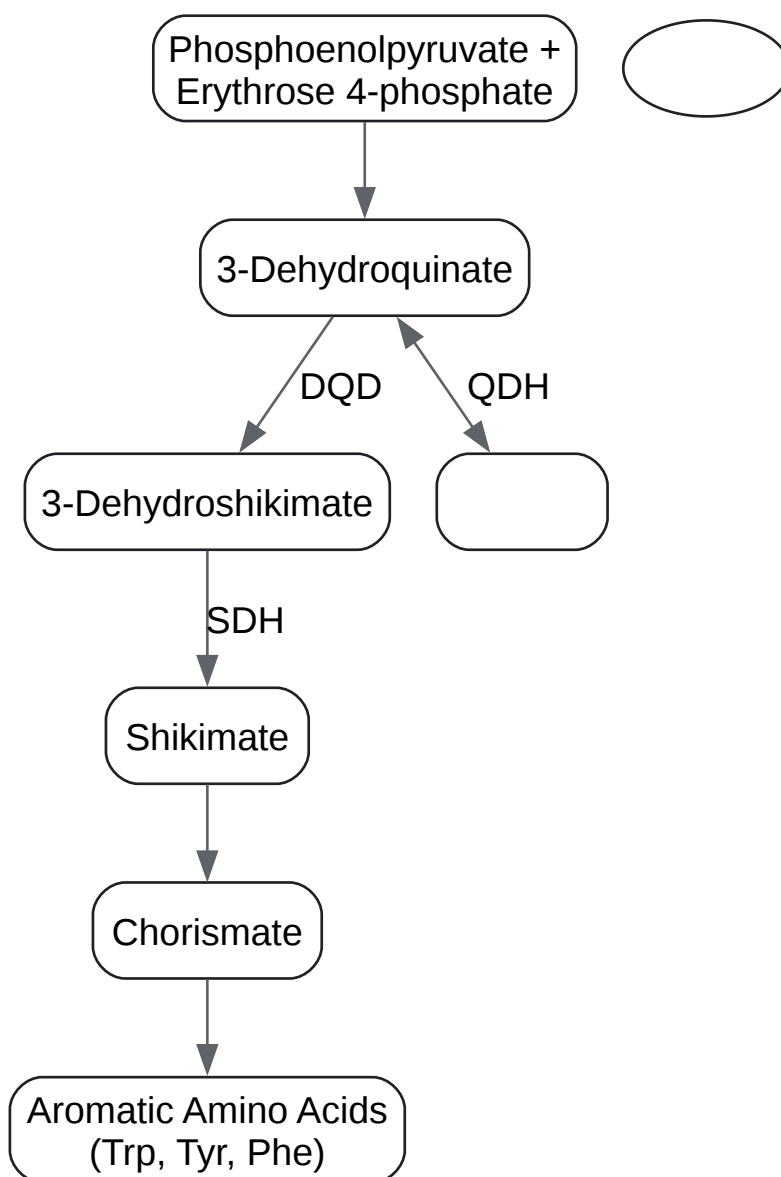 Phosphoenolpyruvate +
Erythrose 4-phosphate
3-Dehydroquinate
DQD
QDH
3-Dehydroshikimate
SDH
Shikimate
Chorismate
Aromatic Amino Acids
(Trp, Tyr, Phe)